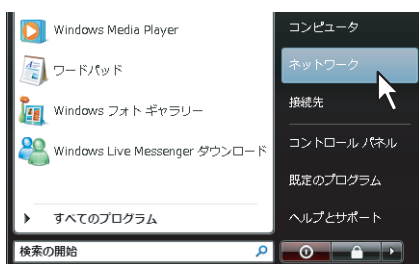 Windows Media Player
ワードパッド
Windows フォト ギャラリー
Windows Live Messenger ダウンロード
すべてのプログラム
検索の開始
コンピュータ
ネットワーク
接続先
コントロール パネル
既定のプログラム
ヘルプとサポート